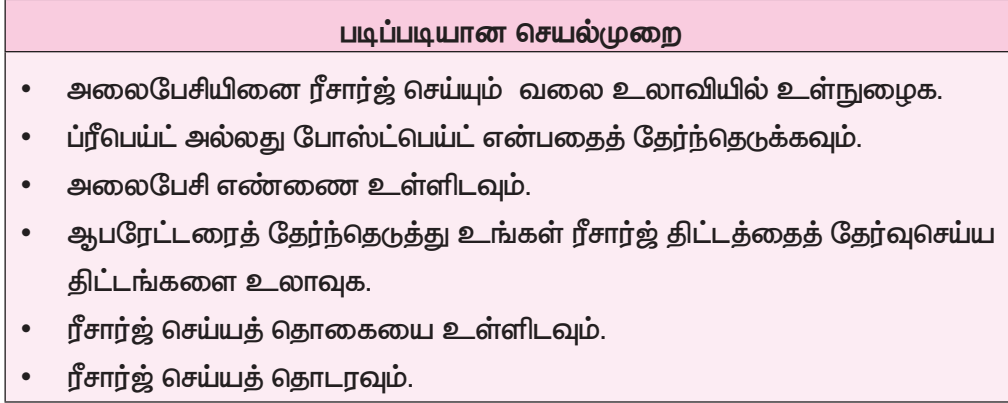 படிப்படியான செயல்முறை
• அலைபேசியினை ரீசார்ஜ் செய்யும் வலை உலாவியில் உள்நுழைக.
• ப்ரீபெய்ட் அல்லது போஸ்ட்பெய்ட் என்பதைத் தேர்ந்தெடுக்கவும்.
• அலைபேசி எண்ணை உள்ளிடவும்.
• ஆபரேட்டரைத் தேர்ந்தெடுத்து உங்கள் ரீசார்ஜ் திட்டத்தைத் தேர்வுசெய்ய
திட்டங்களை உலாவுக.
• ரீசார்ஜ் செய்யத் தொகையை உள்ளிடவும்.
• ரீசார்ஜ் செய்யத் தொடரவும்.